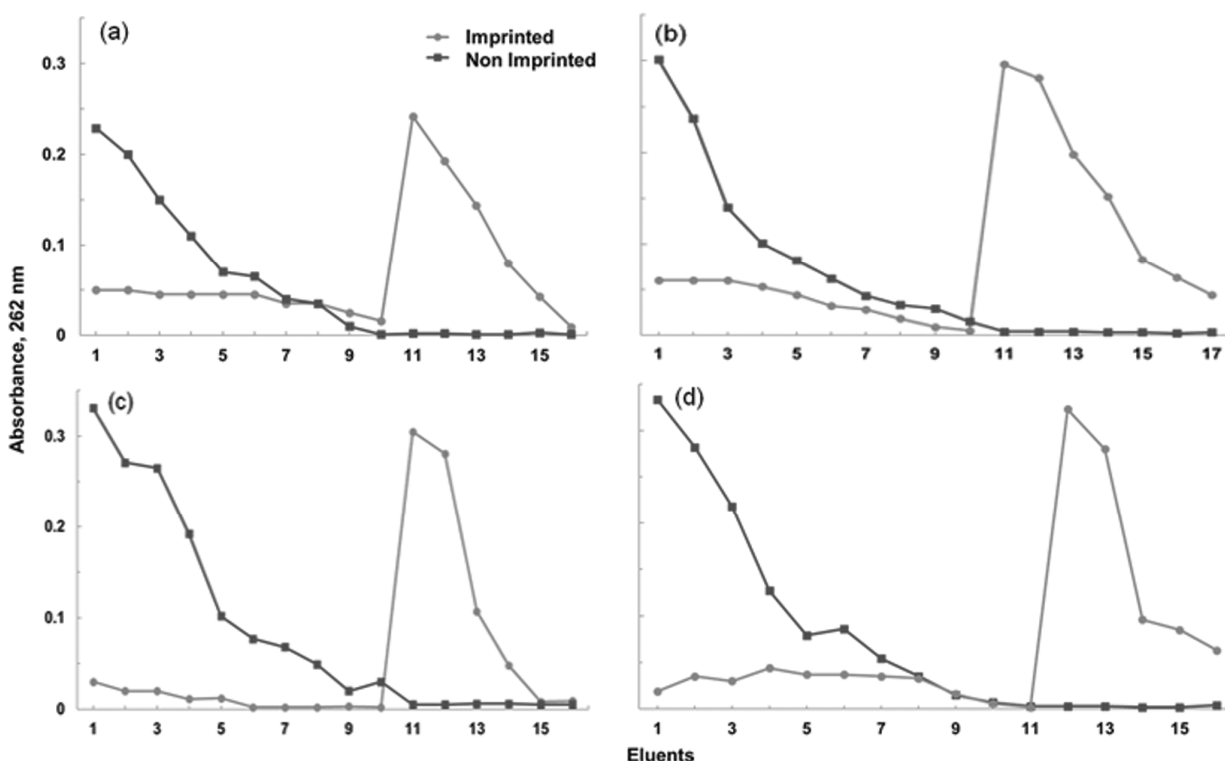 (a)
Imprinted
Non Imprinted
(b)
0.3
0.2
0.1
0
1 3 5 7 9 11 13 15
1 3 5 7 9 11 13 15 17
Absorbance, 262 nm
(c)
(d)
0.3
0.2
0.1
0
1 3 5 7 9 11 13 15
1 3 5 7 9 11 13 15
Eluents